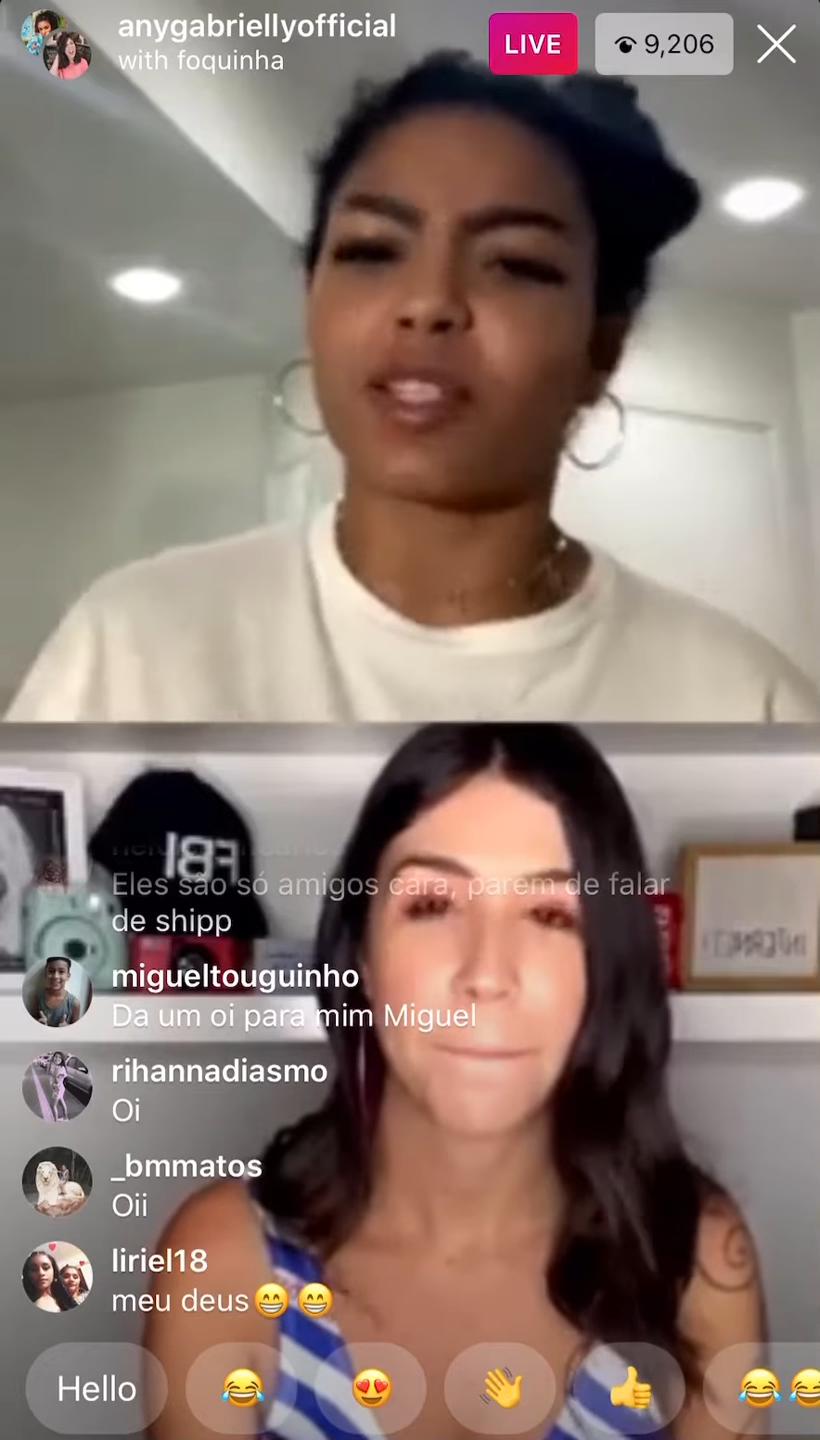 anygabriellyofficial
with foquinha
LIVE
9,206
Eles são só amigos cara, parem de falar
de shipp
migueltouguinho
Da um oi para mim Miguel
rihannadiasmo
Oi
_bmmatos
Oii
liriel18
meu deus😁😁
Hello
😂 😍 👋 👍 😂😂
FBI